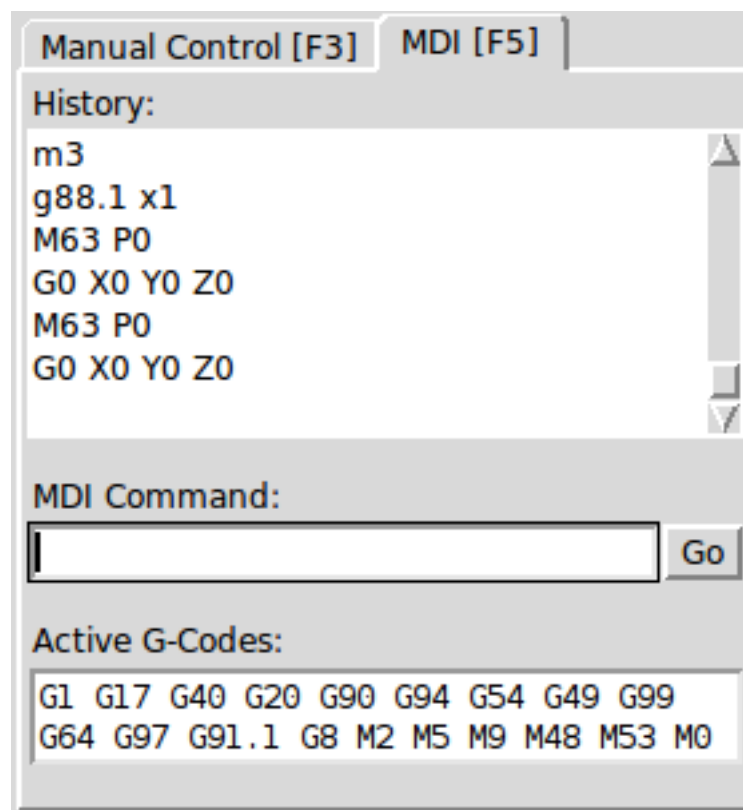 Manual Control [F3] MDI [F5]
History:
m3
g88.1 x1
M63 P0
G0 X0 Y0 Z0
M63 P0
G0 X0 Y0 Z0
MDI Command:
Go
Active G-Codes:
G1 G17 G40 G20 G90 G94 G54 G49 G99
G64 G97 G91.1 G8 M2 M5 M9 M48 M53 M0